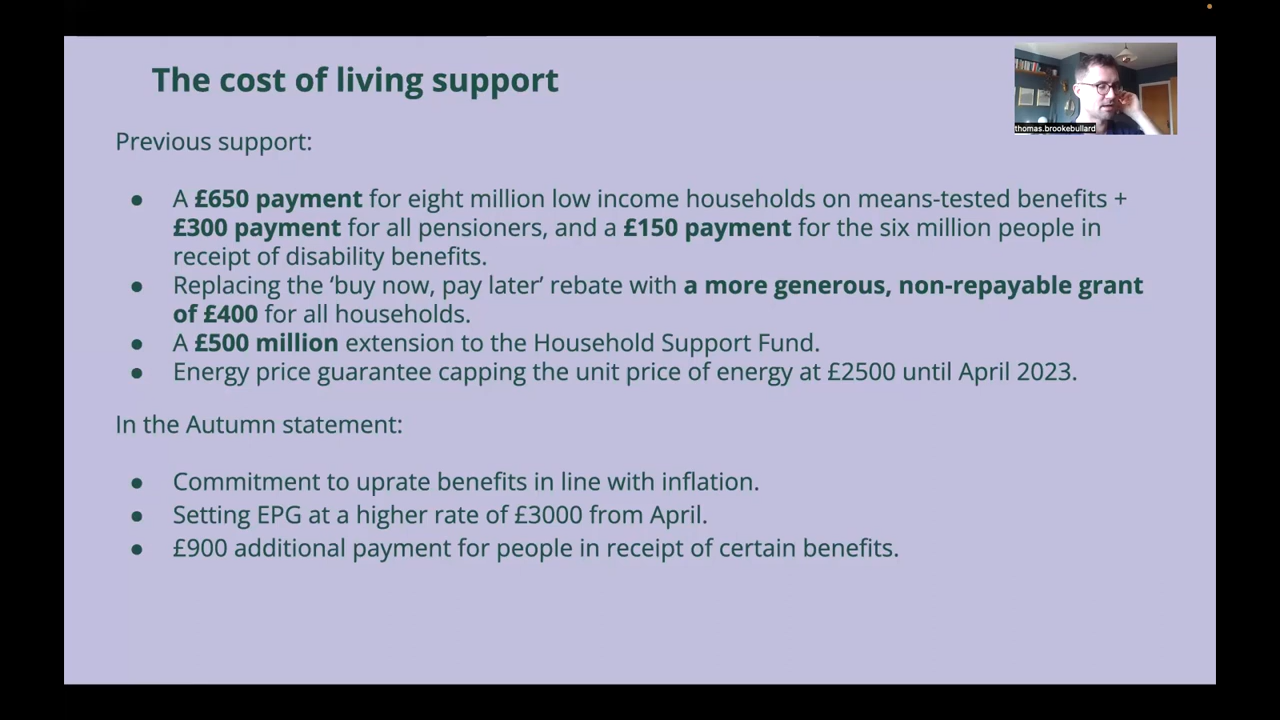 The cost of living support
thomas.brookebullard
Previous support:
● A £650 payment for eight million low income households on means-tested benefits +
£300 payment for all pensioners, and a £150 payment for the six million people in
receipt of disability benefits.
● Replacing the ‘buy now, pay later’ rebate with a more generous, non-repayable grant
of £400 for all households.
● A £500 million extension to the Household Support Fund.
● Energy price guarantee capping the unit price of energy at £2500 until April 2023.
In the Autumn statement:
● Commitment to uprate benefits in line with inflation.
● Setting EPG at a higher rate of £3000 from April.
● £900 additional payment for people in receipt of certain benefits.